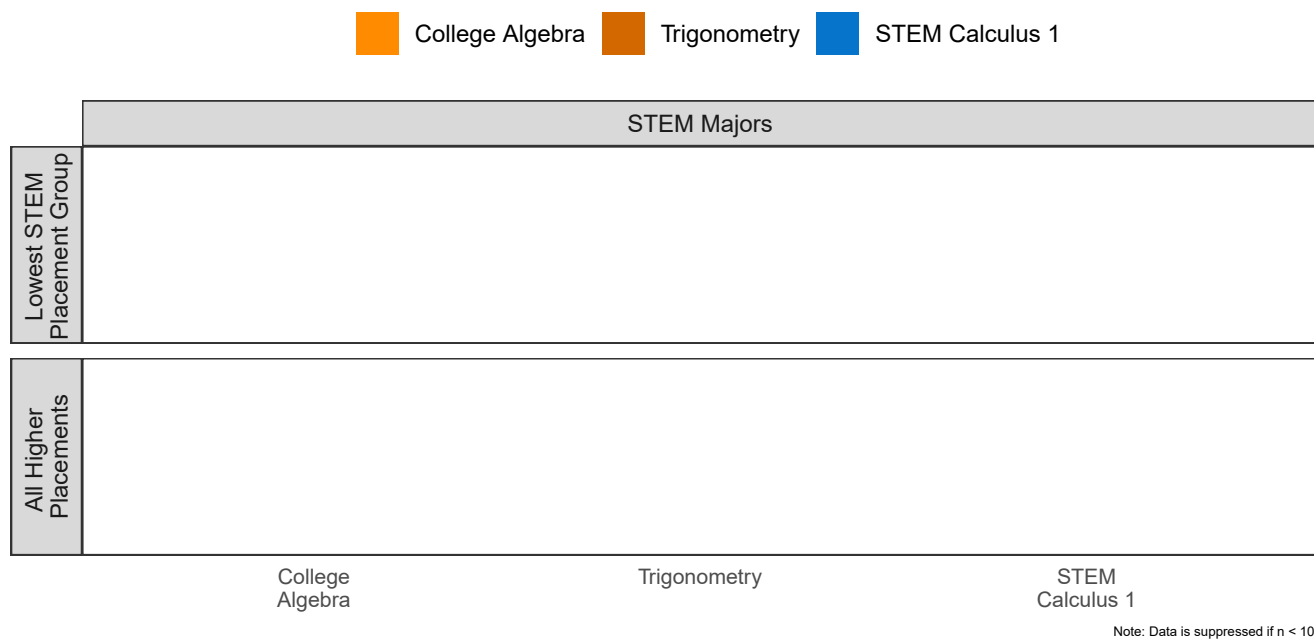 College Algebra Trigonometry STEM Calculus 1
STEM Majors
Lowest STEM
Placement Group
All Higher
Placements
College
Algebra
Trigonometry
STEM
Calculus 1
Note: Data is suppressed if n < 10